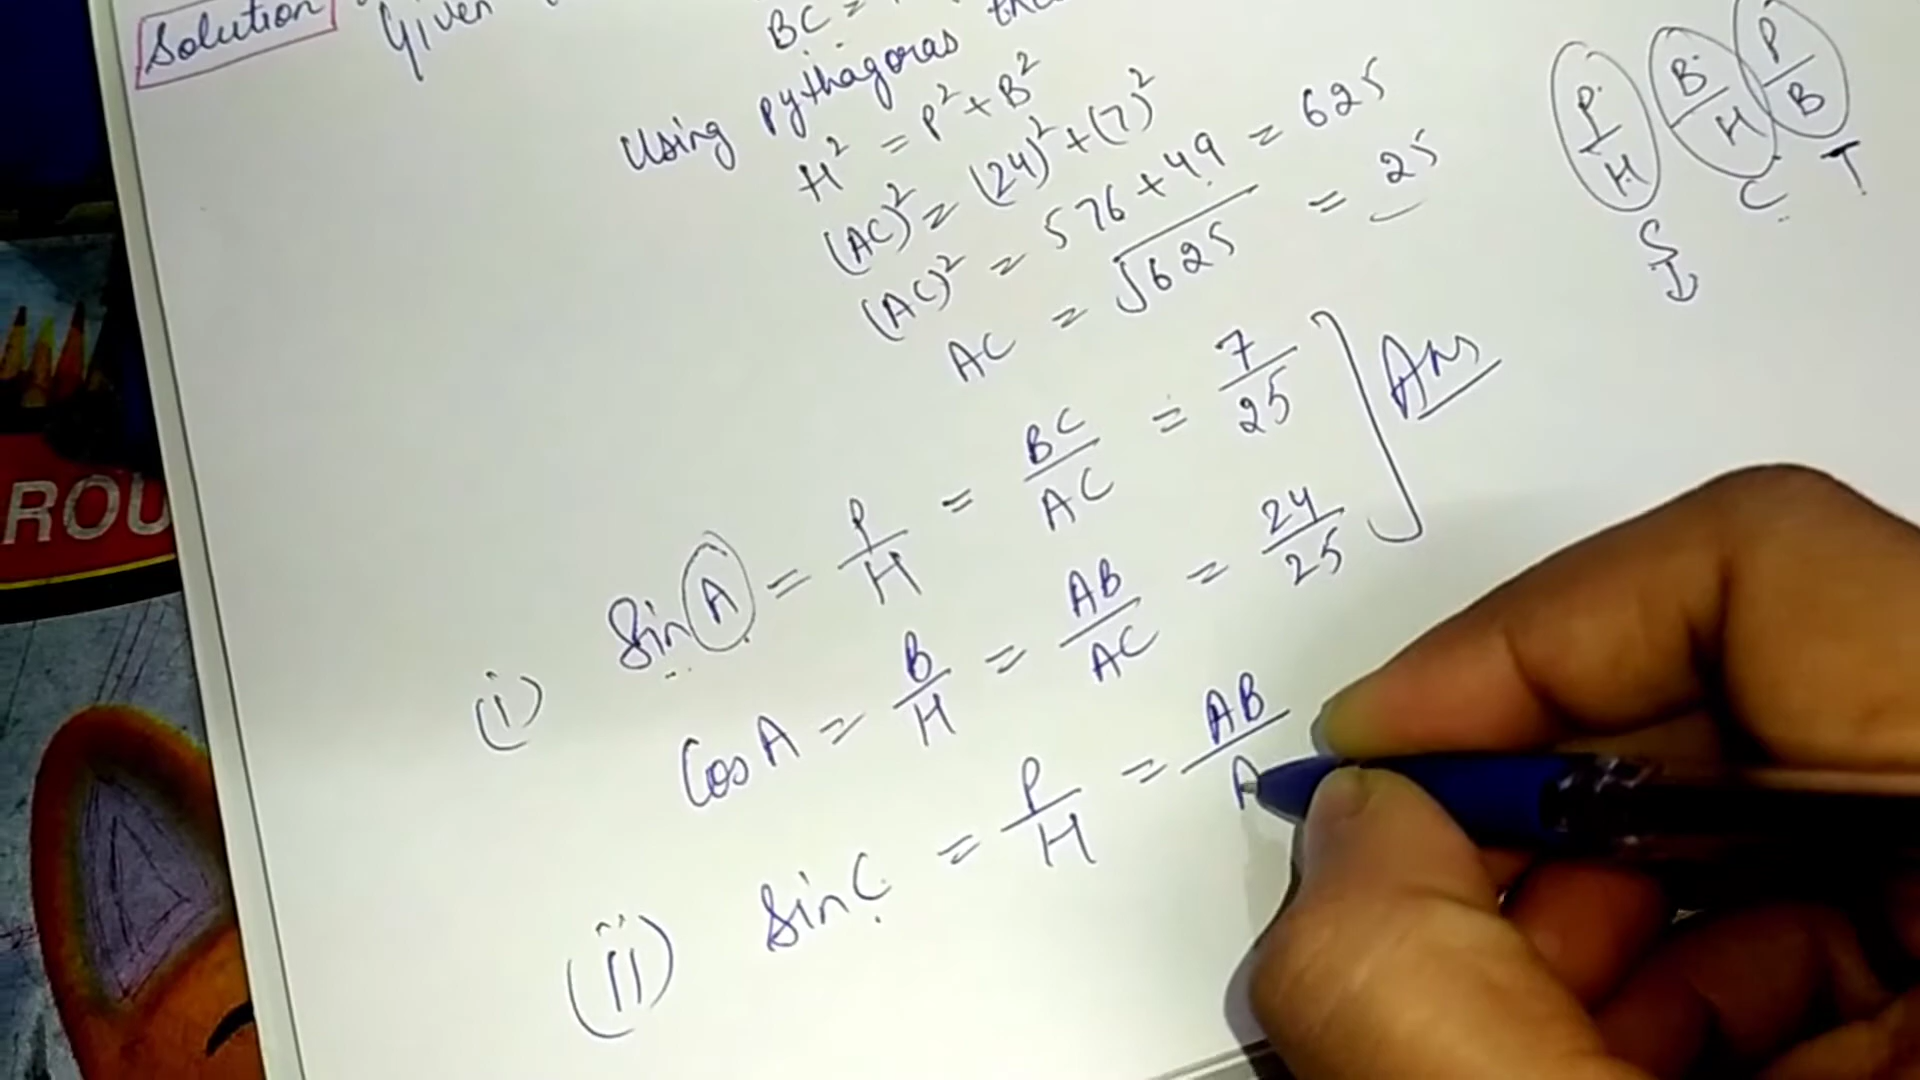 Solution Given
BC =
Using pythagoras
H² = P² + B²
(AC)² = (24)² + (7)²
(AC)² = 576 + 49 = 625
AC = √625 = 25
P/H B/H P/B
S C T
(i) Sin A = P/H = BC/AC = 7/25
Cos A = B/H = AB/AC = 24/25
Ans
(ii) Sin C = P/H = AB/A
ROU